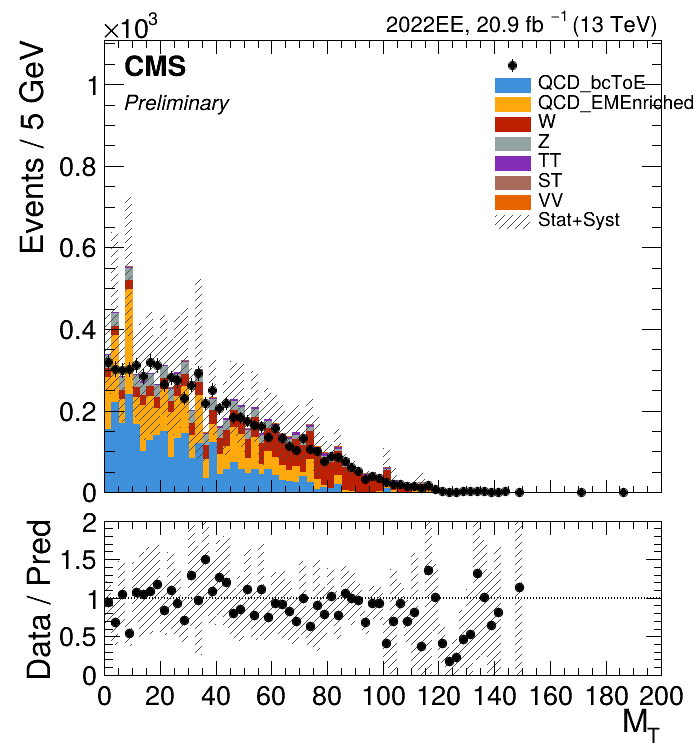 ×10³
2022EE, 20.9 fb⁻¹ (13 TeV)
Events / 5 GeV
1
0.8
0.6
0.4
0.2
0
CMS
Preliminary
QCD_bcToE
QCD_EMEnriched
W
Z
TT
ST
VV
Stat+Syst
Data / Pred
2
1.5
1
0.5
0
0 20 40 60 80 100 120 140 160 180 200
M_T